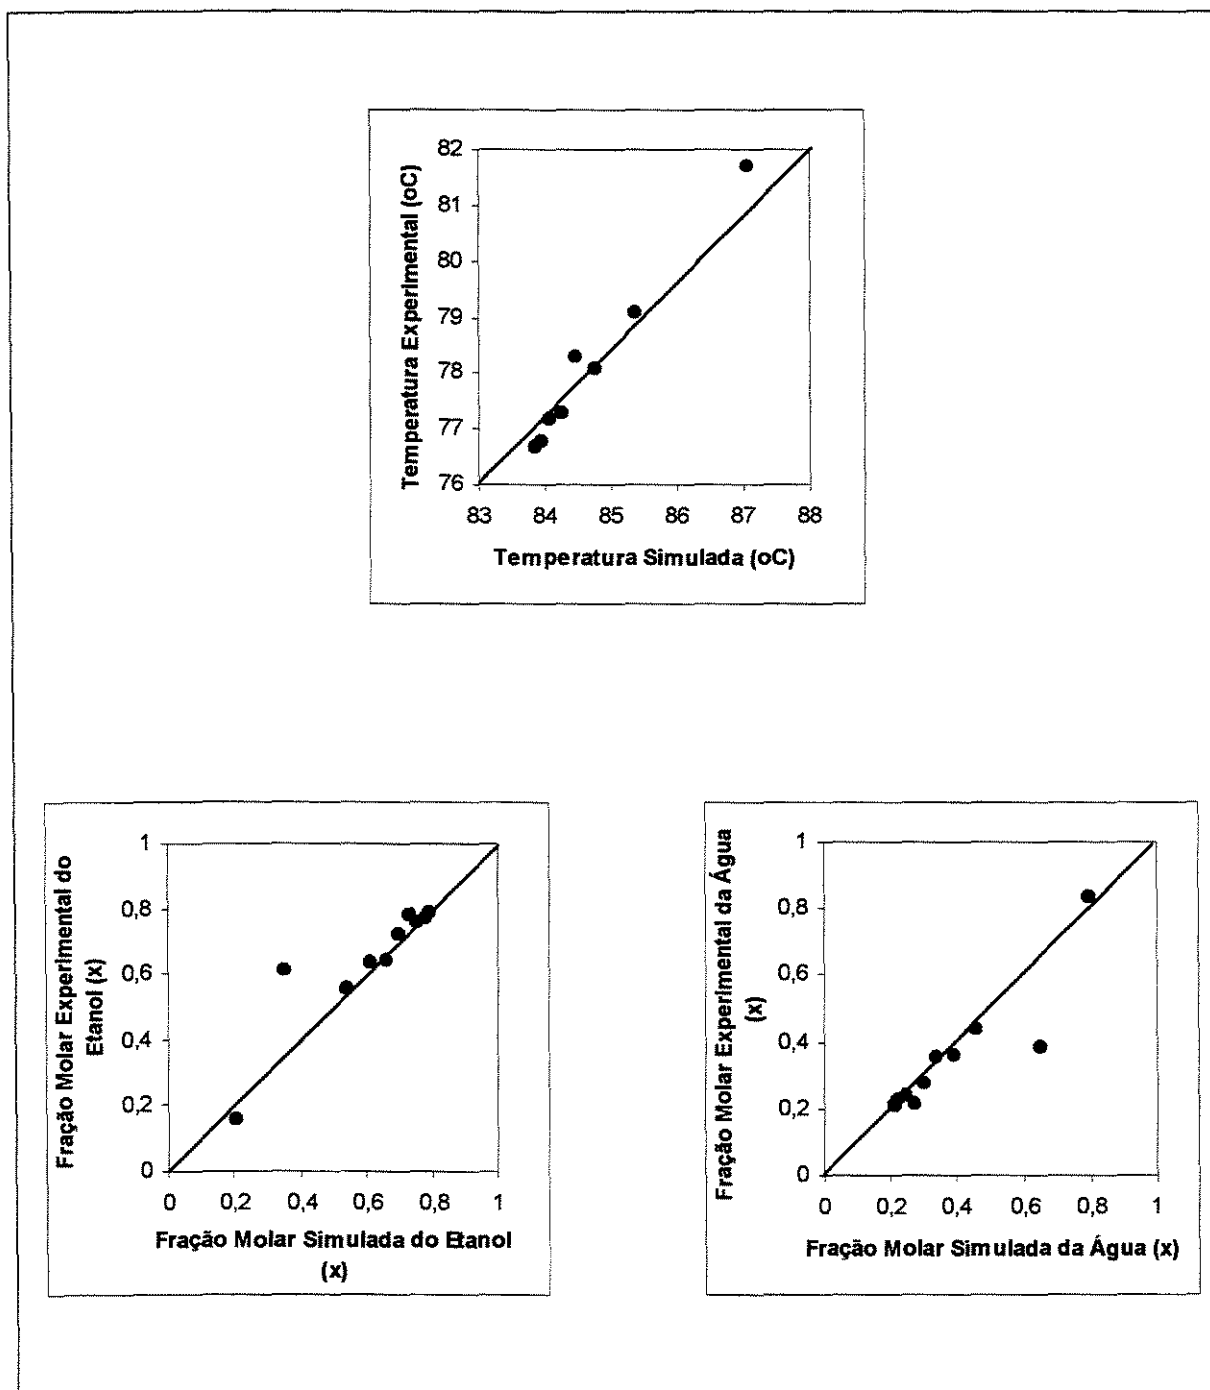 82
81
80
79
78
77
76
Temperatura Experimental (oC)
83 84 85 86 87 88
Temperatura Simulada (oC)
1
0,8
0,6
0,4
0,2
0
Fração Molar Experimental do
Etanol (x)
0 0,2 0,4 0,6 0,8 1
Fração Molar Simulada do Etanol
(x)
1
0,8
0,6
0,4
0,2
0
Fração Molar Experimental da Água
(x)
0 0,2 0,4 0,6 0,8 1
Fração Molar Simulada da Água (x)